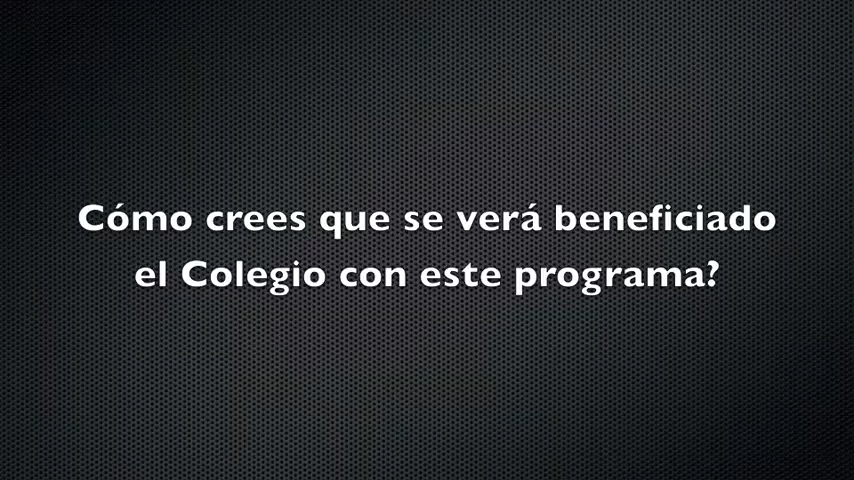 Cómo crees que se verá beneficiado
el Colegio con este programa?